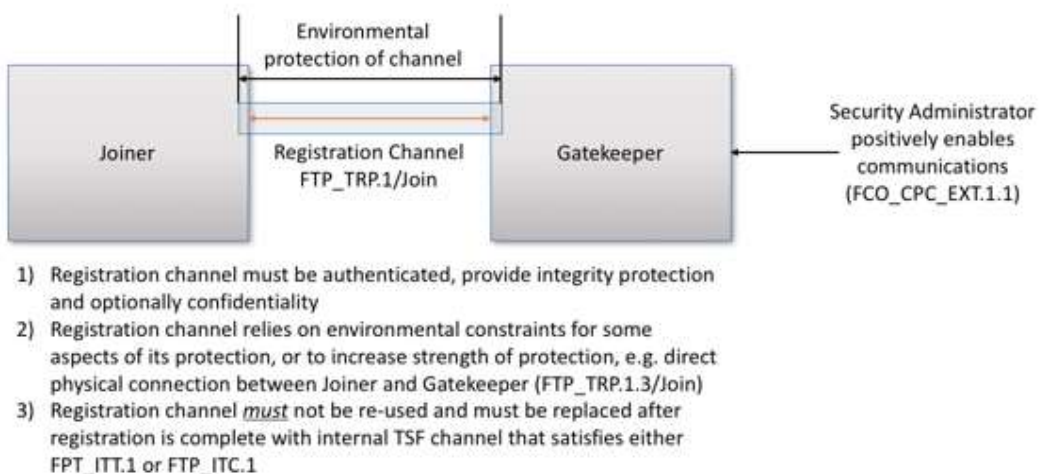 Environmental
protection of channel
Joiner
Registration Channel
FTP_TRP.1/Join
Gatekeeper
Security Administrator
positively enables
communications
(FCO_CPC_EXT.1.1)
1) Registration channel must be authenticated, provide integrity protection
and optionally confidentiality
2) Registration channel relies on environmental constraints for some
aspects of its protection, or to increase strength of protection, e.g. direct
physical connection between Joiner and Gatekeeper (FTP_TRP.1.3/Join)
3) Registration channel must not be re-used and must be replaced after
registration is complete with internal TSF channel that satisfies either
FPT_ITT.1 or FTP_ITC.1